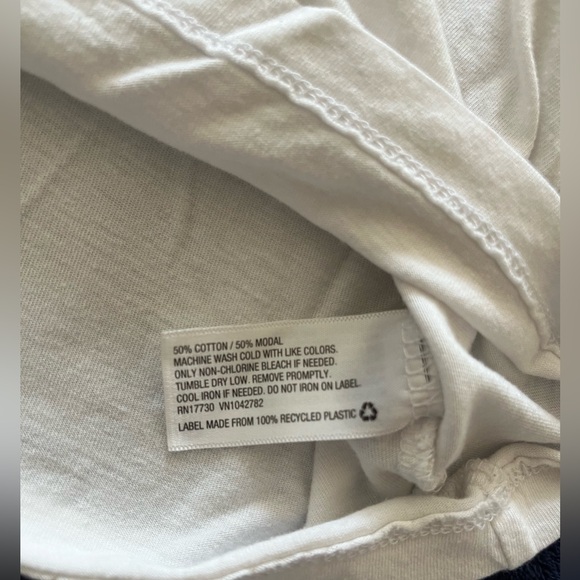 50% COTTON / 50% MODAL
MACHINE WASH COLD WITH LIKE COLORS.
ONLY NON-CHLORINE BLEACH IF NEEDED.
TUMBLE DRY LOW. REMOVE PROMPTLY.
COOL IRON IF NEEDED. DO NOT IRON ON LABEL.
RN17730 VN1042782
LABEL MADE FROM 100% RECYCLED PLASTIC